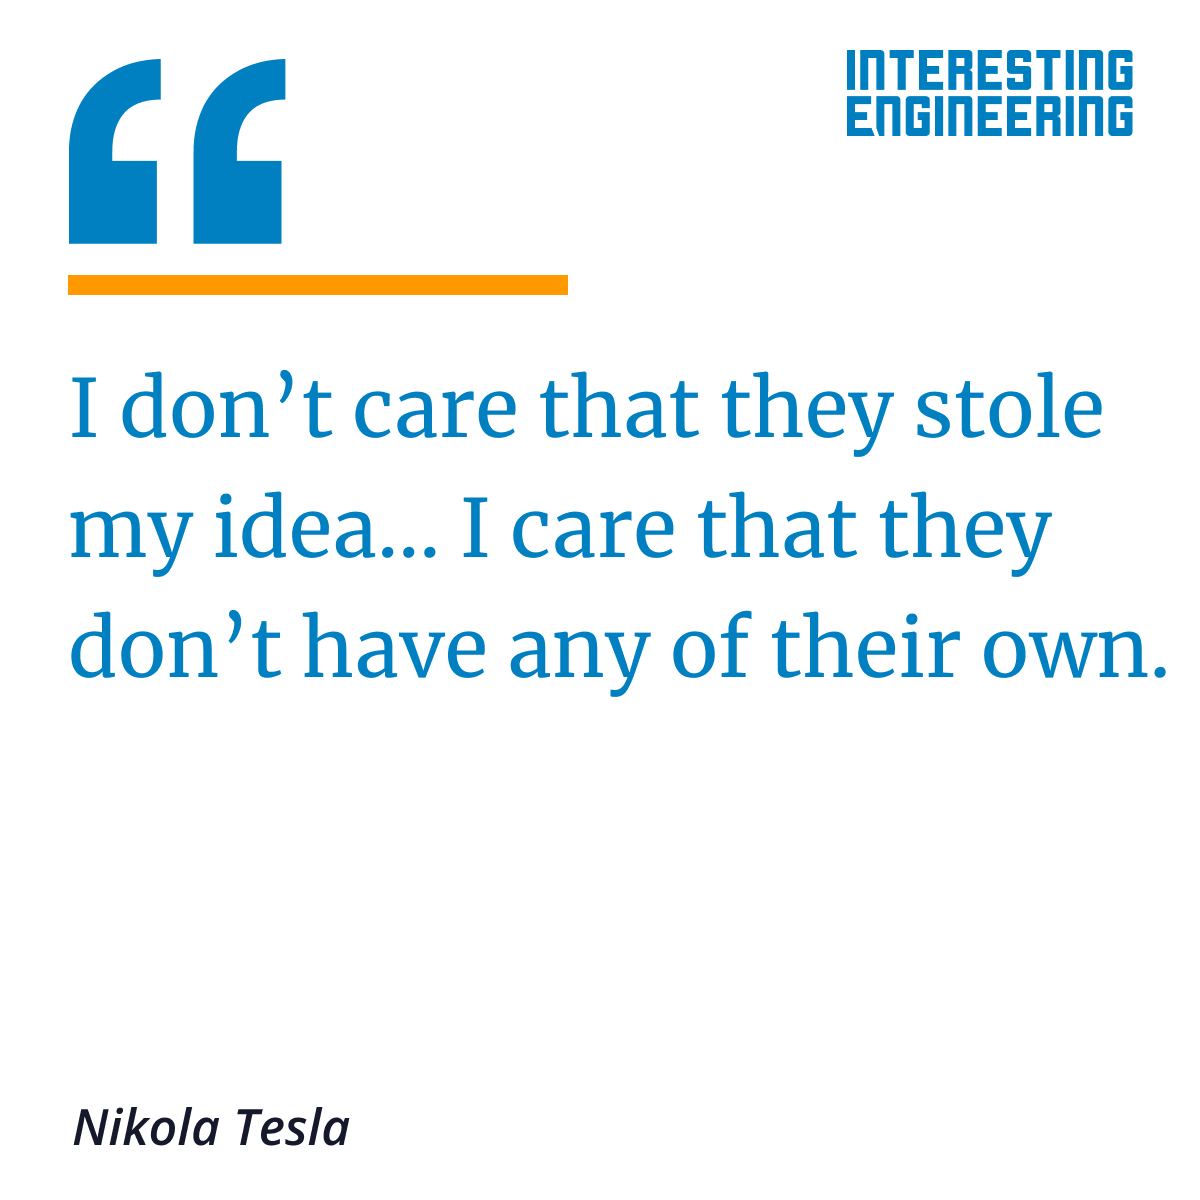 “
INTERESTING
ENGINEERING
I don’t care that they stole
my idea... I care that they
don’t have any of their own.
Nikola Tesla